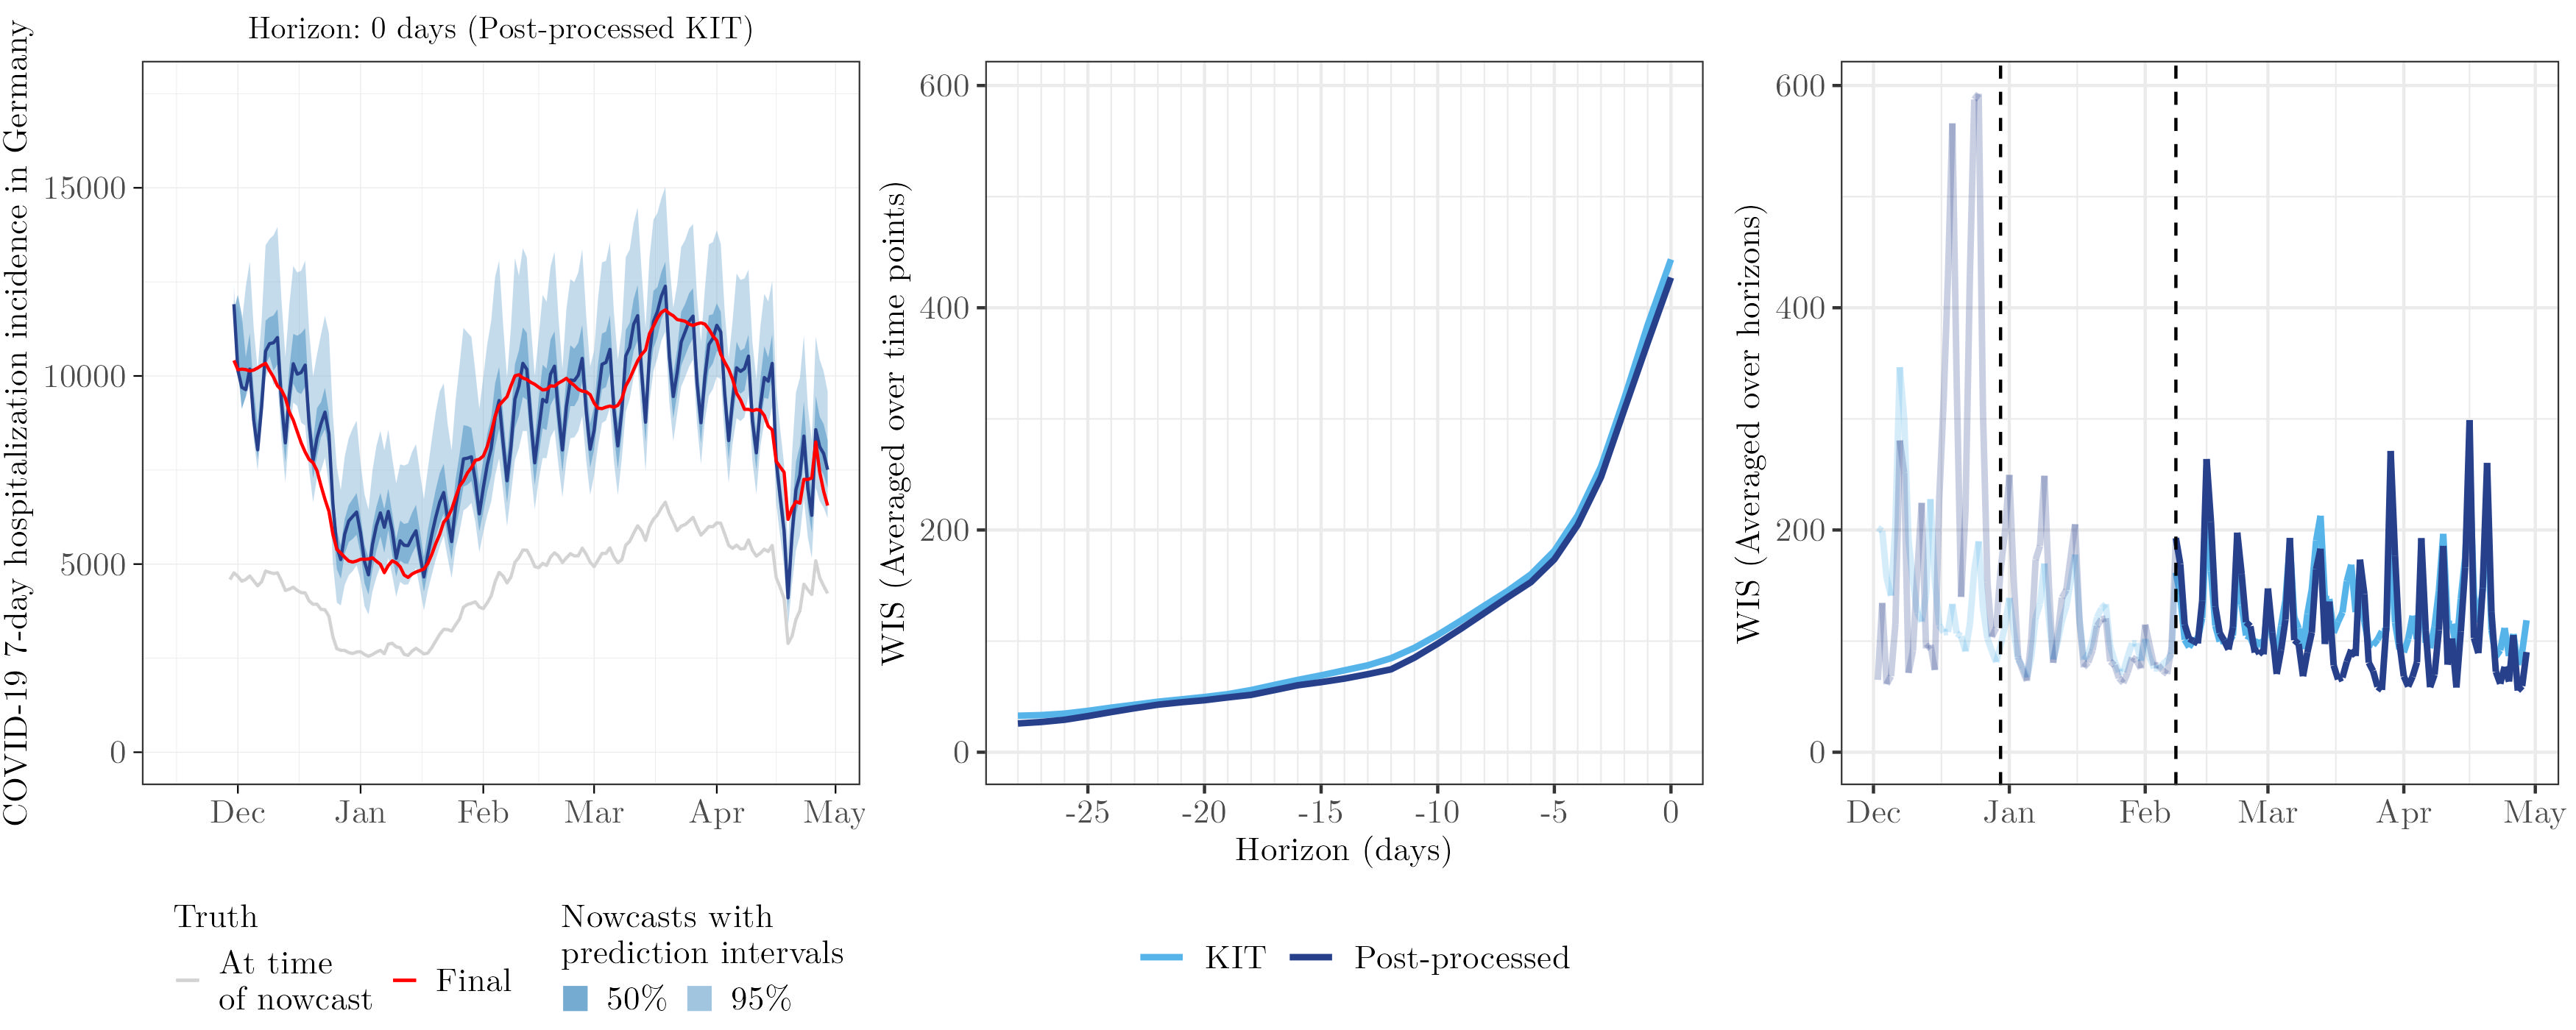 Horizon: 0 days (Post-processed KIT)
COVID-19 7-day hospitalization incidence in Germany
15000
10000
5000
0
Dec Jan Feb Mar Apr May
WIS (Averaged over time points)
600
400
200
0
-25 -20 -15 -10 -5 0
Horizon (days)
WIS (Averaged over horizons)
600
400
200
0
Dec Jan Feb Mar Apr May
Truth
At time
of nowcast
Final
Nowcasts with
prediction intervals
50% 95%
KIT Post-processed